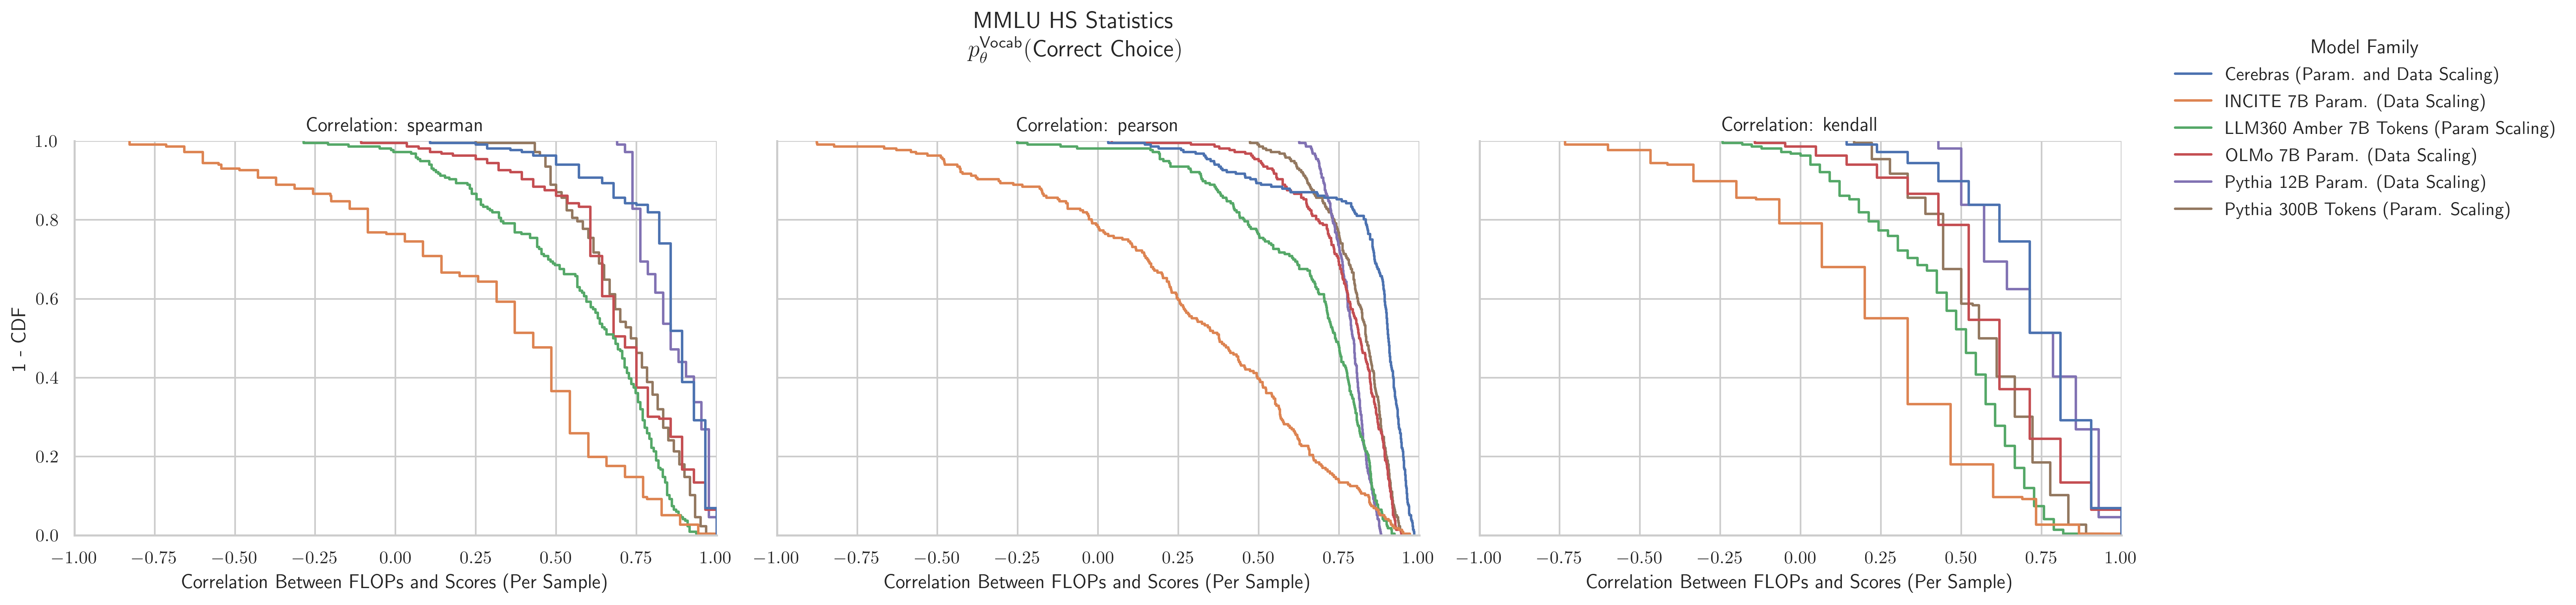 MMLU HS Statistics
p_θ^Vocab(Correct Choice)
Model Family
Cerebras (Param. and Data Scaling)
INCITE 7B Param. (Data Scaling)
LLM360 Amber 7B Tokens (Param Scaling)
OLMo 7B Param. (Data Scaling)
Pythia 12B Param. (Data Scaling)
Pythia 300B Tokens (Param. Scaling)
Correlation: spearman
1 - CDF
1.0
0.8
0.6
0.4
0.2
0.0
−1.00 −0.75 −0.50 −0.25 0.00 0.25 0.50 0.75 1.00
Correlation Between FLOPs and Scores (Per Sample)
Correlation: pearson
−1.00 −0.75 −0.50 −0.25 0.00 0.25 0.50 0.75 1.00
Correlation Between FLOPs and Scores (Per Sample)
Correlation: kendall
−1.00 −0.75 −0.50 −0.25 0.00 0.25 0.50 0.75 1.00
Correlation Between FLOPs and Scores (Per Sample)